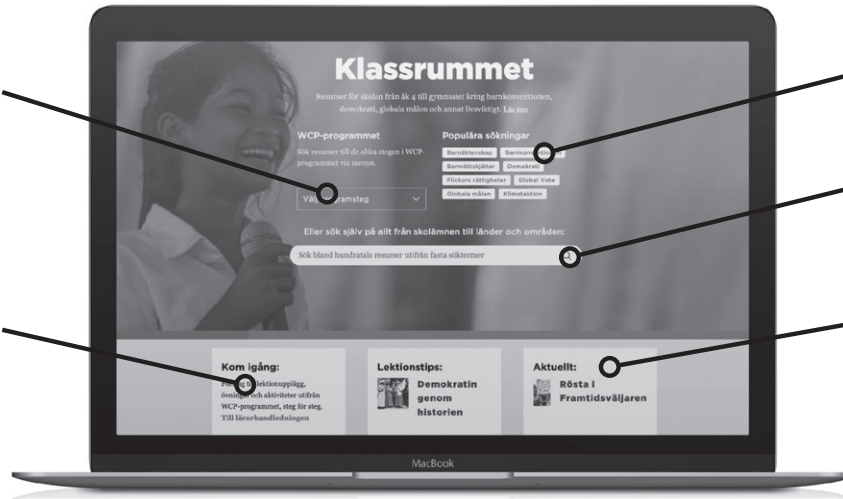 Klassrummet
Resurser för skolan från åk 4 till gymnasiet kring barnkonventionen,
demokrati, globala målen och annat livsviktigt. Läs mer
WCP-programmet
Sök resurser till de olika stegen i WCP-
programmet via menyn.
Populära sökningar
Barnäktenskap
Demokrati
Barnrättshjältar
Flickors rättigheter Global Vote
Globala målen Klimataktion
Eller sök själv på allt från skolämnen till länder och områden:
Sök bland hundratals resurser utifrån fasta söktermer
Kom igång:
lektionsupplägg,
och aktiviteter utifrån
WCP-programmet, steg för steg.
Till lärarhandledningen
Lektionstips:
Demokratin
genom
historien
Aktuellt:
Rösta i
Framtidsväljaren
MacBook